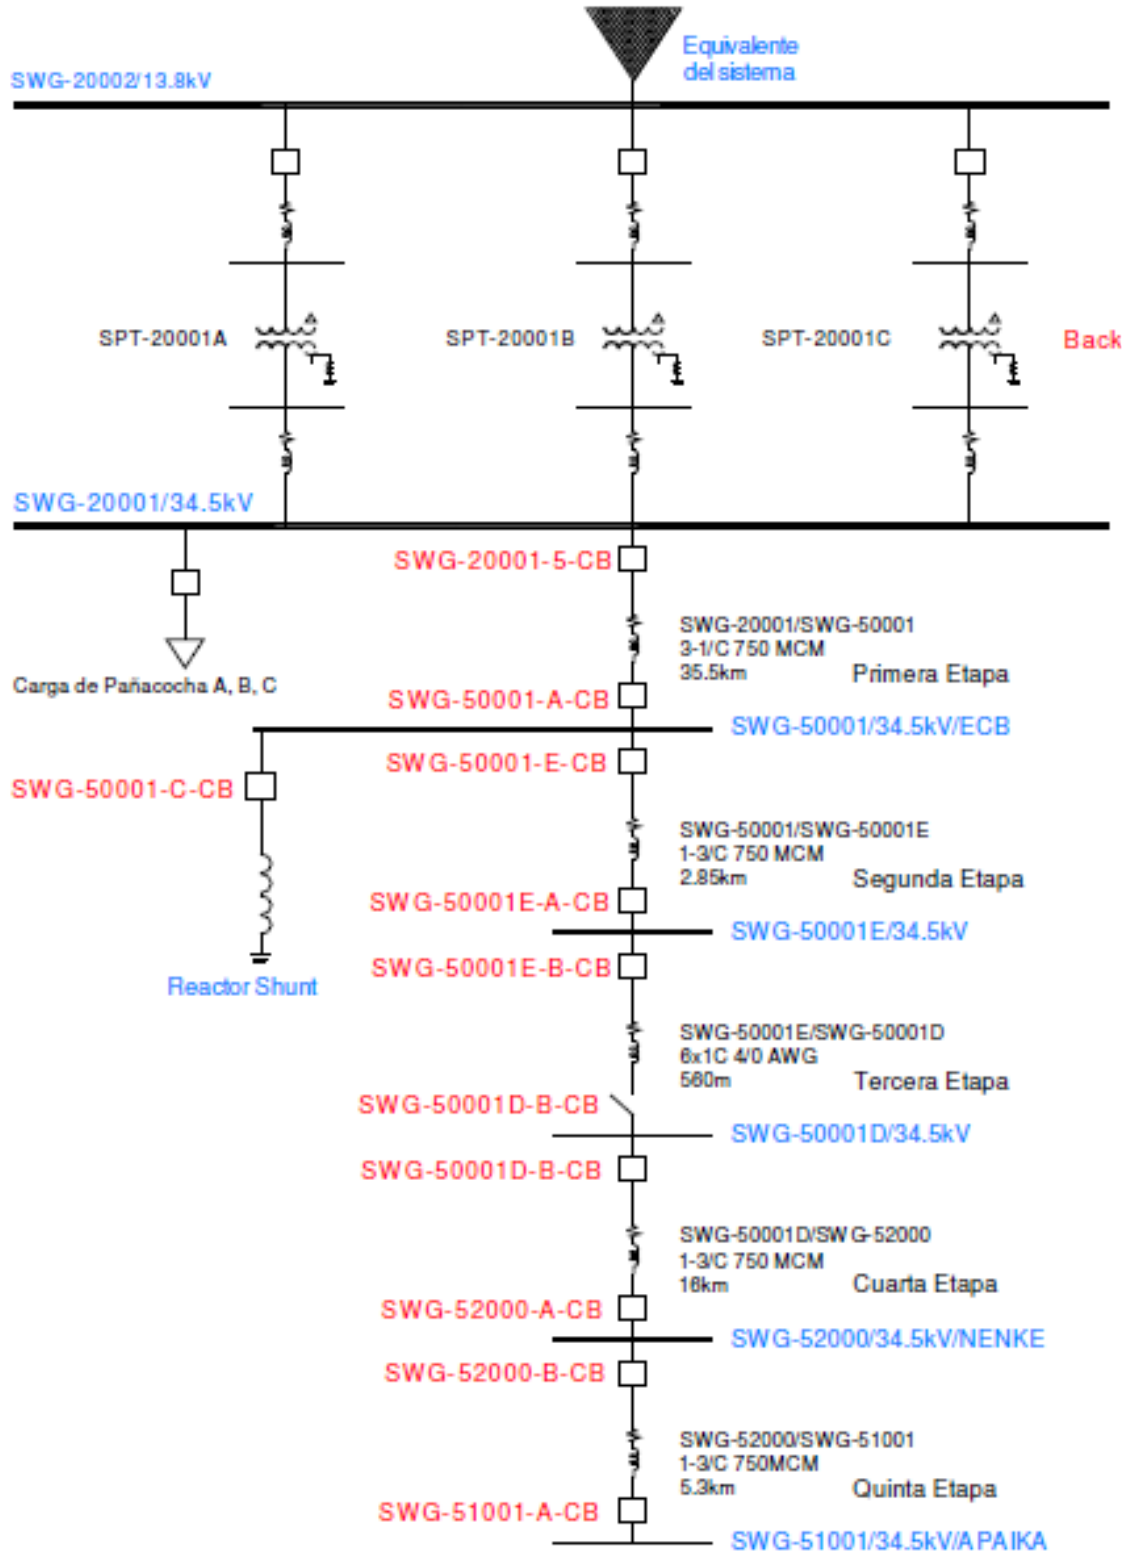 Equivalente
del sistema
SWG-20002/13.8kV
SPT-20001A
SPT-20001B
SPT-20001C
Back
SWG-20001/34.5kV
SWG-20001-5-CB
SWG-20001/SWG-50001
3-1/C 750 MCM
35.5km
Primera Etapa
Carga de Pañacocha A, B, C
SWG-50001-A-CB
SWG-50001/34.5kV/ECB
SWG-50001-E-CB
SWG-50001-C-CB
SWG-50001/SWG-50001E
1-3/C 750 MCM
2.85km
Segunda Etapa
SWG-50001E-A-CB
SWG-50001E/34.5kV
SWG-50001E-B-CB
Reactor Shunt
SWG-50001E/SWG-50001D
6x1C 4/0 AWG
560m
Tercera Etapa
SWG-50001D-B-CB
SWG-50001D/34.5kV
SWG-50001D-B-CB
SWG-50001D/SWG-52000
1-3/C 750 MCM
16km
Cuarta Etapa
SWG-52000-A-CB
SWG-52000/34.5kV/NENKE
SWG-52000-B-CB
SWG-52000/SWG-51001
1-3/C 750MCM
5.3km
Quinta Etapa
SWG-51001-A-CB
SWG-51001/34.5kV/APAIKA